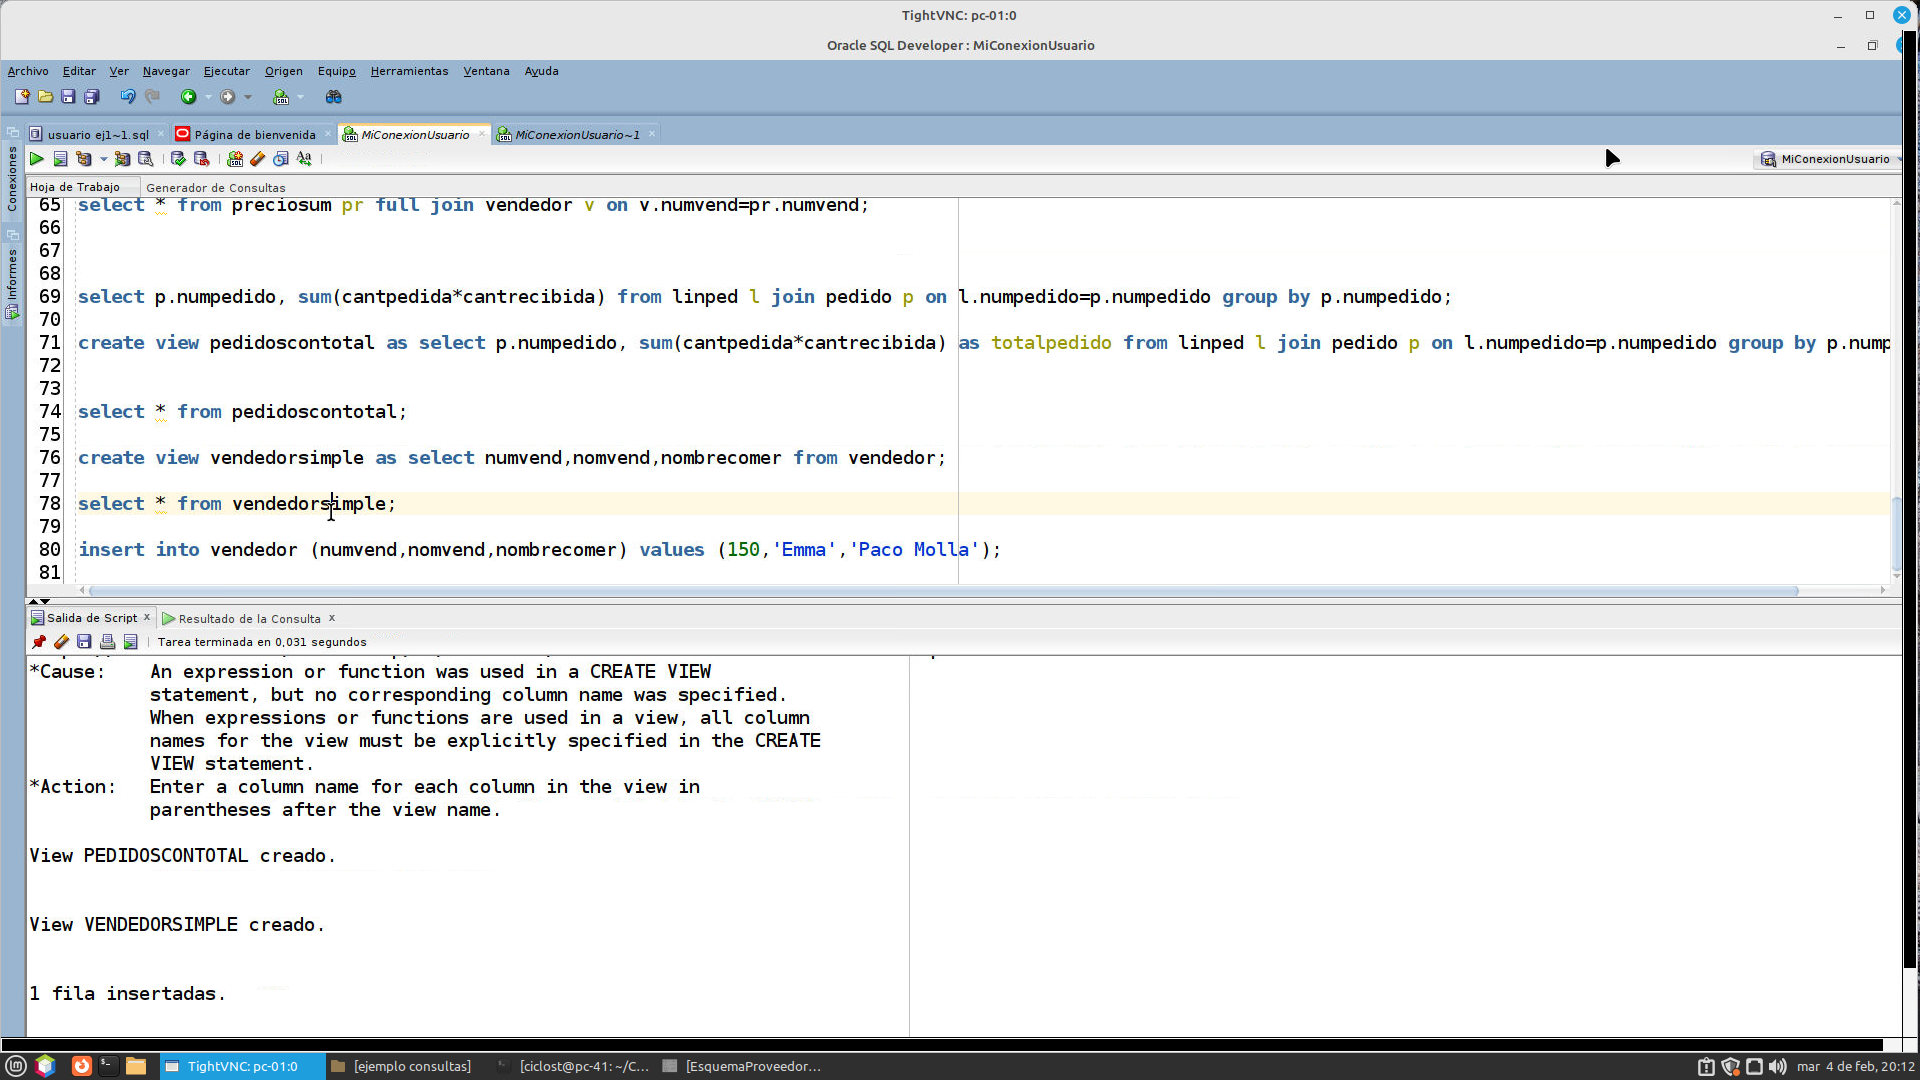 TightVNC: pc-01:0
Oracle SQL Developer : MiConexionUsuario
Archivo Editar Ver Navegar Ejecutar Origen Equipo Herramientas Ventana Ayuda
usuario ej1~1.sql Página de bienvenida MiConexionUsuario MiConexionUsuario~1
MiConexionUsuario
Conexiones
Informes
Hoja de Trabajo Generador de Consultas
65 select * from preciosum pr full join vendedor v on v.numvend=pr.numvend;
66
67
68
69 select p.numpedido, sum(cantpedida*cantrecibida) from linped l join pedido p on l.numpedido=p.numpedido group by p.numpedido;
70
71 create view pedidoscontotal as select p.numpedido, sum(cantpedida*cantrecibida) as totalpedido from linped l join pedido p on l.numpedido=p.numpedido group by p.nump
72
73
74 select * from pedidoscontotal;
75
76 create view vendedorsimple as select numvend,nomvend,nombrecomer from vendedor;
77
78 select * from vendedorsimple;
79
80 insert into vendedor (numvend,nomvend,nombrecomer) values (150,'Emma','Paco Molla');
81
Salida de Script x Resultado de la Consulta x
Tarea terminada en 0,031 segundos
*Cause: An expression or function was used in a CREATE VIEW
statement, but no corresponding column name was specified.
When expressions or functions are used in a view, all column
names for the view must be explicitly specified in the CREATE
VIEW statement.
*Action: Enter a column name for each column in the view in
parentheses after the view name.
View PEDIDOSCONTOTAL creado.
View VENDEDORSIMPLE creado.
1 fila insertadas.
TightVNC: pc-01:0 [ejemplo consultas] [ciclost@pc-41: ~/C... [EsquemaProveedor... mar 4 de feb, 20:12